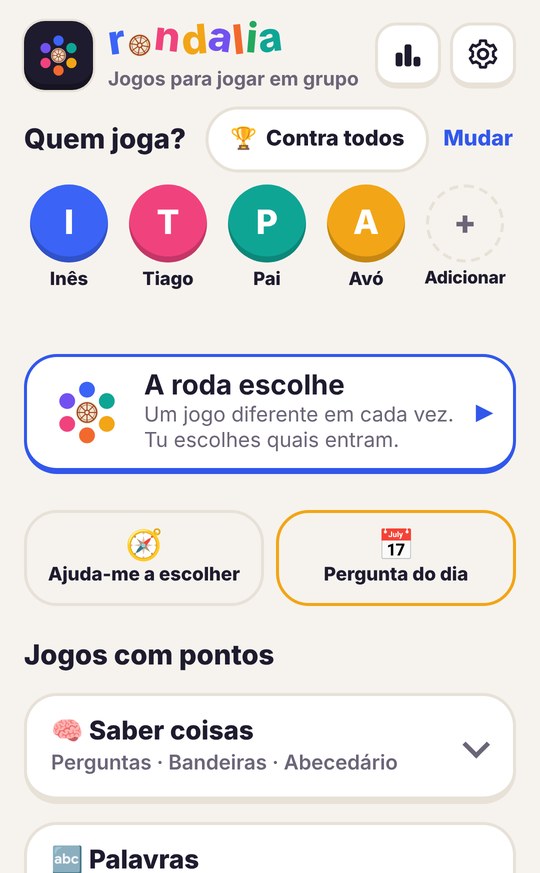 rondalia
Jogos para jogar em grupo
Quem joga?
Contra todos
Mudar
I
T
P
A
+
Inês
Tiago
Pai
Avó
Adicionar
A roda escolhe
Um jogo diferente em cada vez.
Tu escolhes quais entram.
Ajuda-me a escolher
July
17
Pergunta do dia
Jogos com pontos
Saber coisas
Perguntas · Bandeiras · Abecedário
abc
Palavras